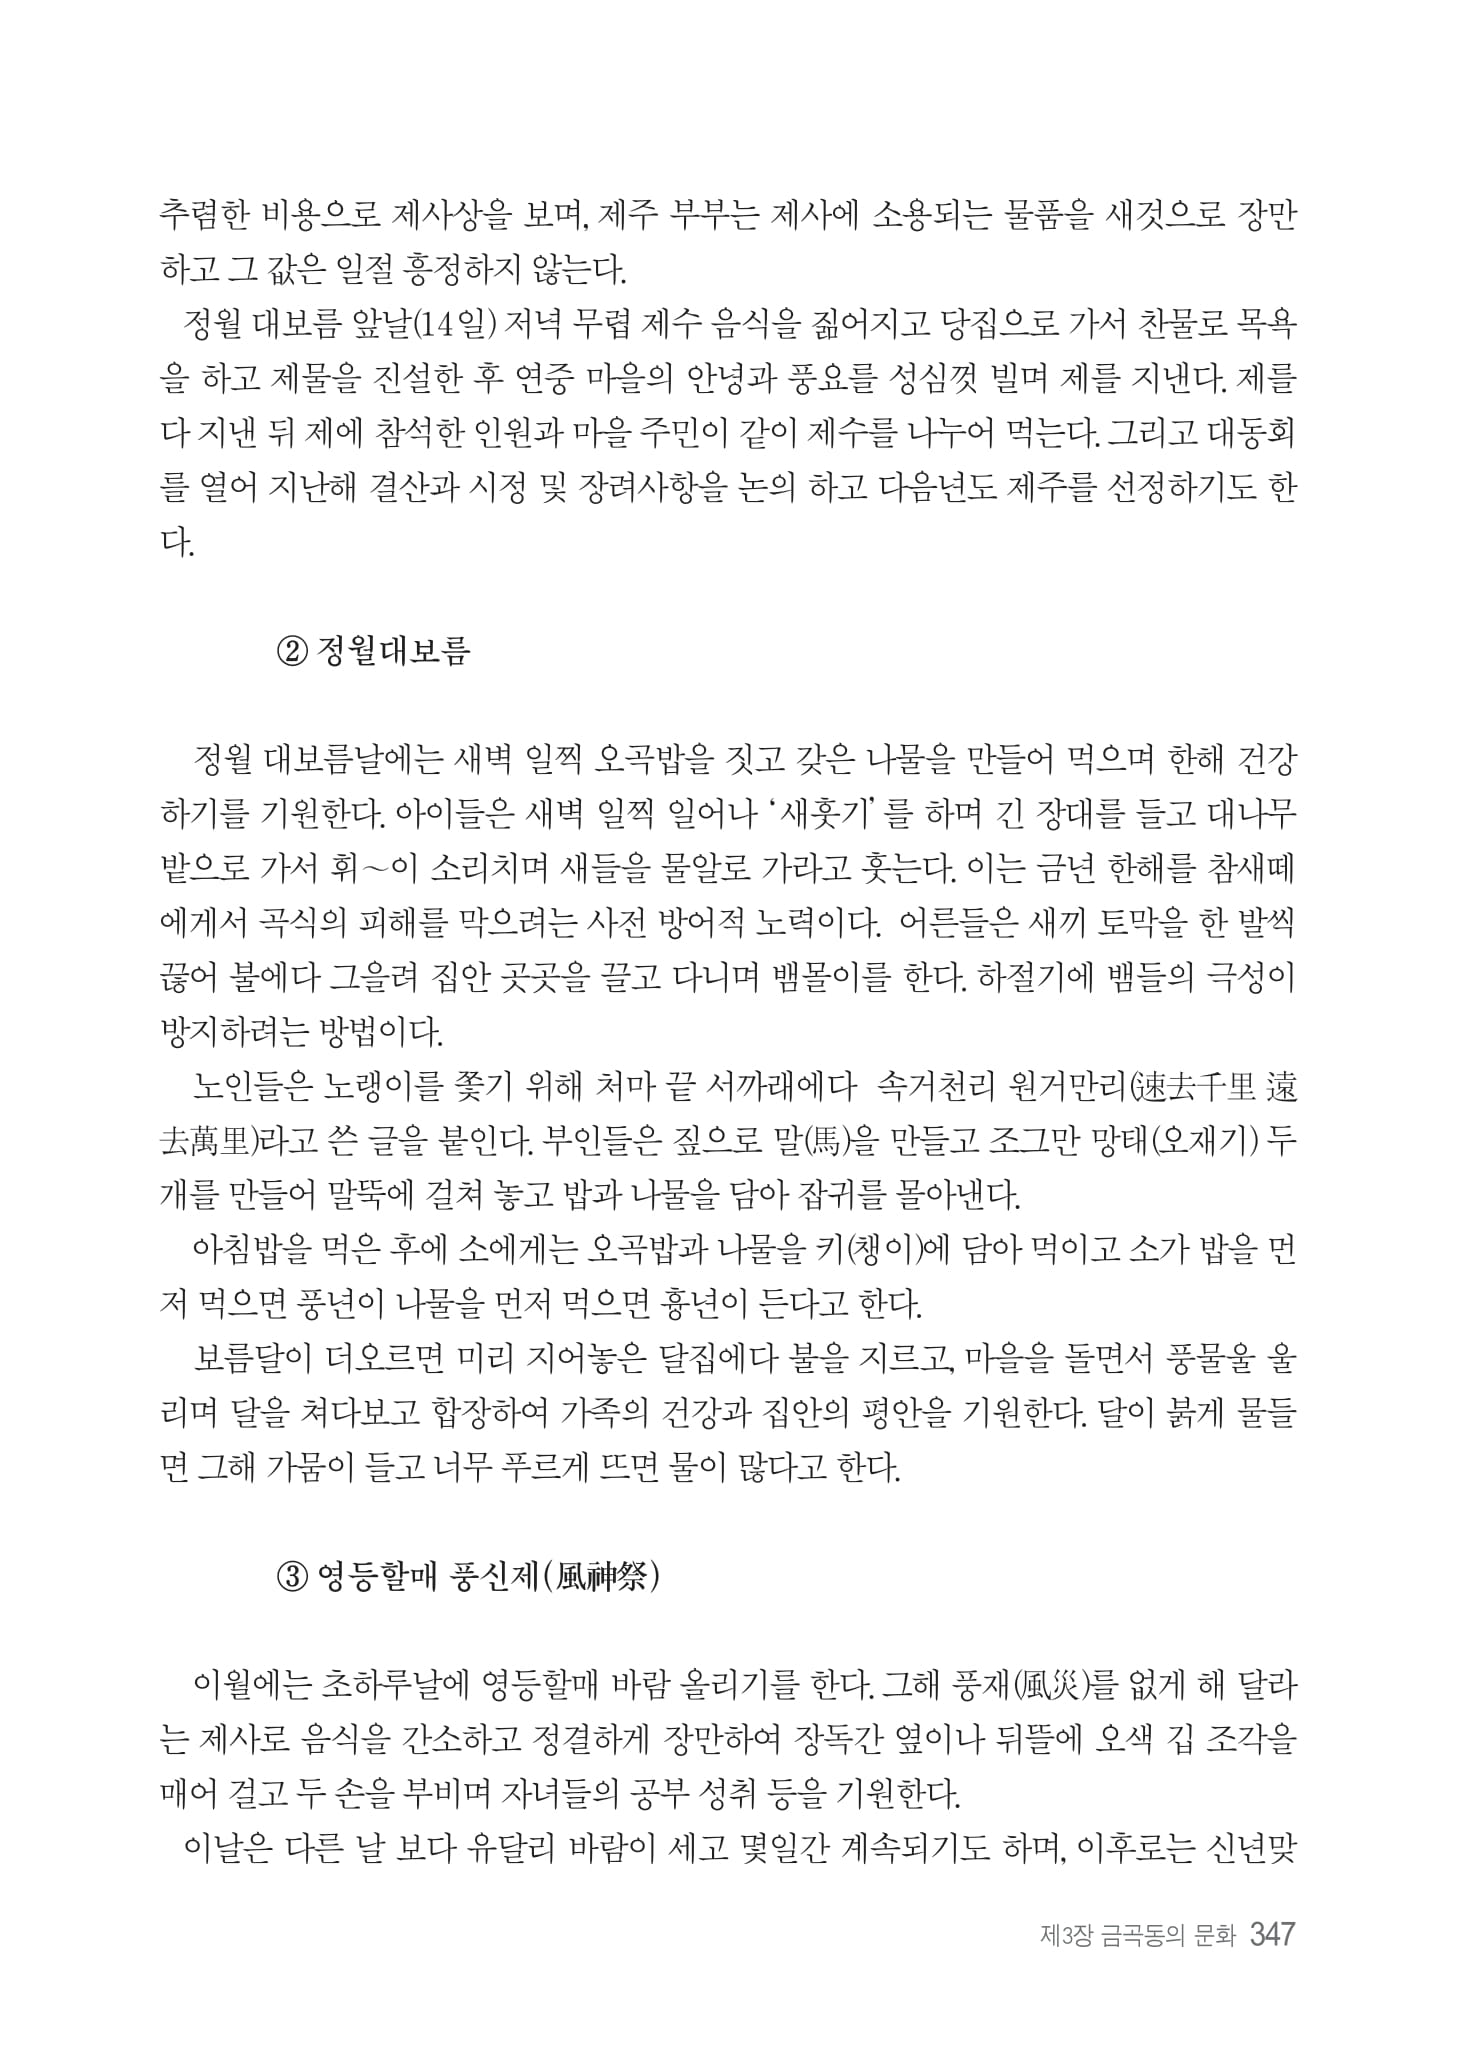 추렴한 비용으로 제사상을 보며, 제주 부부는 제사에 소용되는 물품을 새것으로 장만
하고 그 값은 일절 흥정하지 않는다.
정월 대보름 앞날(14일) 저녁 무렵 제수 음식을 짊어지고 당집으로 가서 찬물로 목욕
을 하고 제물을 진설한 후 연중 마을의 안녕과 풍요를 성심껏 빌며 제를 지낸다. 제를
다 지낸 뒤 제에 참석한 인원과 마을 주민이 같이 제수를 나누어 먹는다. 그리고 대동회
를 열어 지난해 결산과 시정 및 장려사항을 논의 하고 다음년도 제주를 선정하기도 한
다.
② 정월대보름
정월 대보름날에는 새벽 일찍 오곡밥을 짓고 갖은 나물을 만들어 먹으며 한해 건강
하기를 기원한다. 아이들은 새벽 일찍 일어나 ‘새훗기’를 하며 긴 장대를 들고 대나무
밭으로 가서 휘～이 소리치며 새들을 물알로 가라고 훗는다. 이는 금년 한해를 참새떼
에게서 곡식의 피해를 막으려는 사전 방어적 노력이다. 어른들은 새끼 토막을 한 발씩
끊어 불에다 그을려 집안 곳곳을 끌고 다니며 뱀몰이를 한다. 하절기에 뱀들의 극성이
방지하려는 방법이다.
노인들은 노랭이를 쫓기 위해 처마 끝 서까래에다 속거천리 원거만리(速去千里 遠
去萬里)라고 쓴 글을 붙인다. 부인들은 짚으로 말(馬)을 만들고 조그만 망태(오재기) 두
개를 만들어 말뚝에 걸쳐 놓고 밥과 나물을 담아 잡귀를 몰아낸다.
아침밥을 먹은 후에 소에게는 오곡밥과 나물을 키(챙이)에 담아 먹이고 소가 밥을 먼
저 먹으면 풍년이 나물을 먼저 먹으면 흉년이 든다고 한다.
보름달이 더오르면 미리 지어놓은 달집에다 불을 지르고, 마을을 돌면서 풍물울 울
리며 달을 쳐다보고 합장하여 가족의 건강과 집안의 평안을 기원한다. 달이 붉게 물들
면 그해 가뭄이 들고 너무 푸르게 뜨면 물이 많다고 한다.
③ 영등할매 풍신제(風神祭)
이월에는 초하루날에 영등할매 바람 올리기를 한다. 그해 풍재(風災)를 없게 해 달라
는 제사로 음식을 간소하고 정결하게 장만하여 장독간 옆이나 뒤뜰에 오색 깁 조각을
매어 걸고 두 손을 부비며 자녀들의 공부 성취 등을 기원한다.
이날은 다른 날 보다 유달리 바람이 세고 몇일간 계속되기도 하며, 이후로는 신년맞
제3장 금곡동의 문화 347